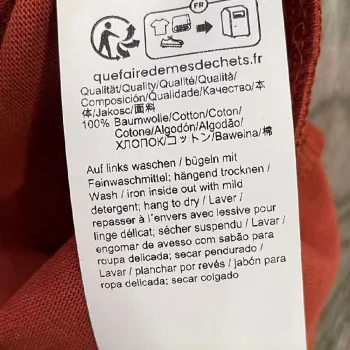 FR
quefairedemesdechets.fr
Qualität/Quality/Qualité/Qualità/
Composición/Qualidade/Качество/本
体/Jakość/面料
100% Baumwolle/Cotton/Coton/
Cotone/Algodón/Algodão/
ХЛОПОК/コットン/Bawełna/棉
Auf links waschen / bügeln mit
Feinwaschmittel; hängend trocknen /
Wash / iron inside out with mild
detergent; hang to dry / Laver /
repasser à l'envers avec lessive pour
linge délicat; sécher suspendu / Lavar /
engomar de avesso com sabão para
roupa delicada; secar pendurado /
Lavar / planchar por revés / jabón para
ropa delicada; secar colgado